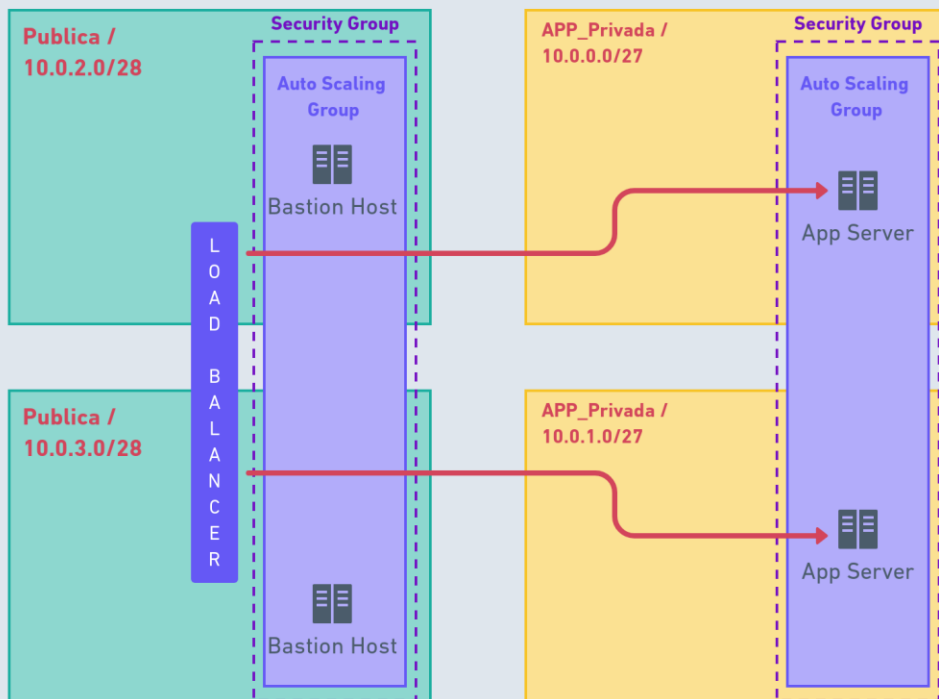 Publica /
10.0.2.0/28
Security Group
Auto Scaling
Group
Bastion Host
APP_Privada /
10.0.0.0/27
Security Group
Auto Scaling
Group
App Server
LOAD BALANCER
Publica /
10.0.3.0/28
Bastion Host
APP_Privada /
10.0.1.0/27
App Server